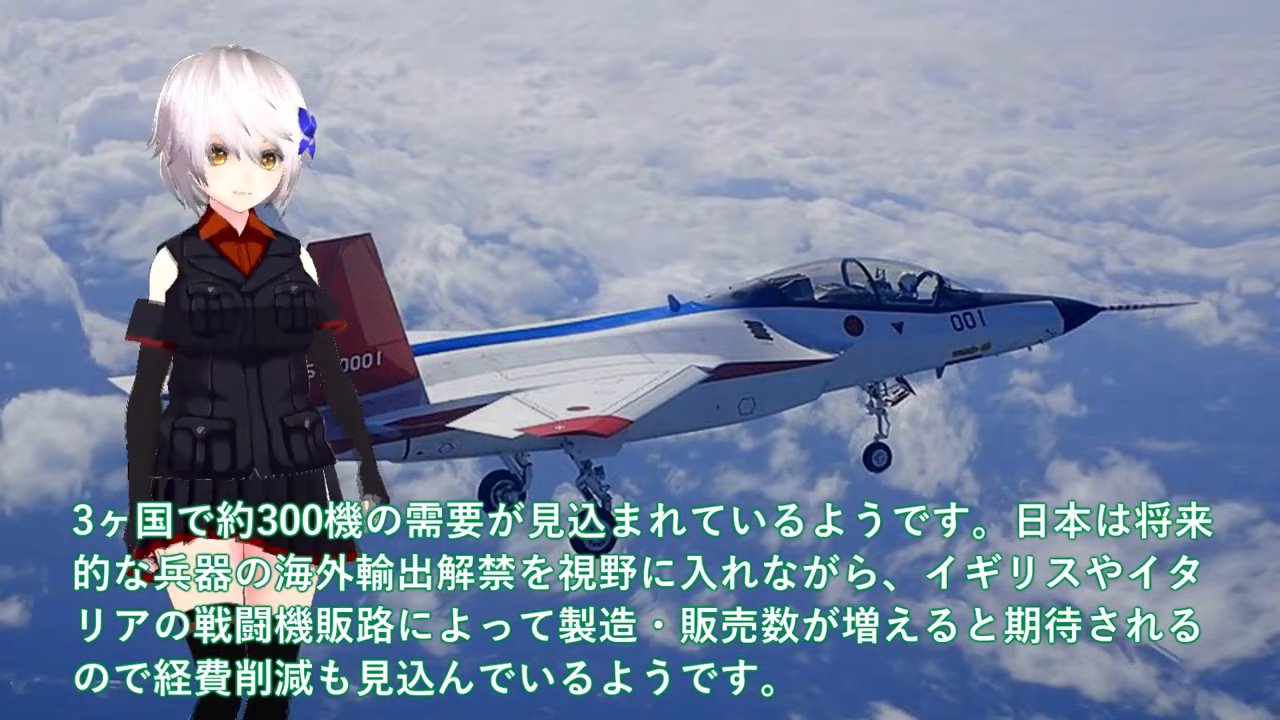 001
5
0001
3ヶ国で約300機の需要が見込まれているようです。日本は将来
的な兵器の海外輸出解禁を視野に入れながら、イギリスやイタ
リアの戦闘機販路によって製造・販売数が増えると期待される
ので経費削減も見込んでいるようです。